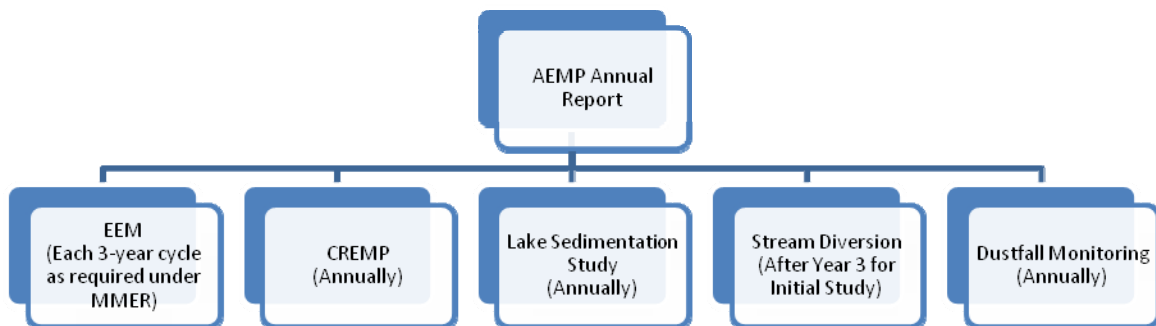 AEMP Annual
Report
EEM
(Each 3-year cycle
as required under
MMER)
CREMP
(Annually)
Lake Sedimentation
Study
(Annually)
Stream Diversion
(After Year 3 for
Initial Study)
Dustfall Monitoring
(Annually)